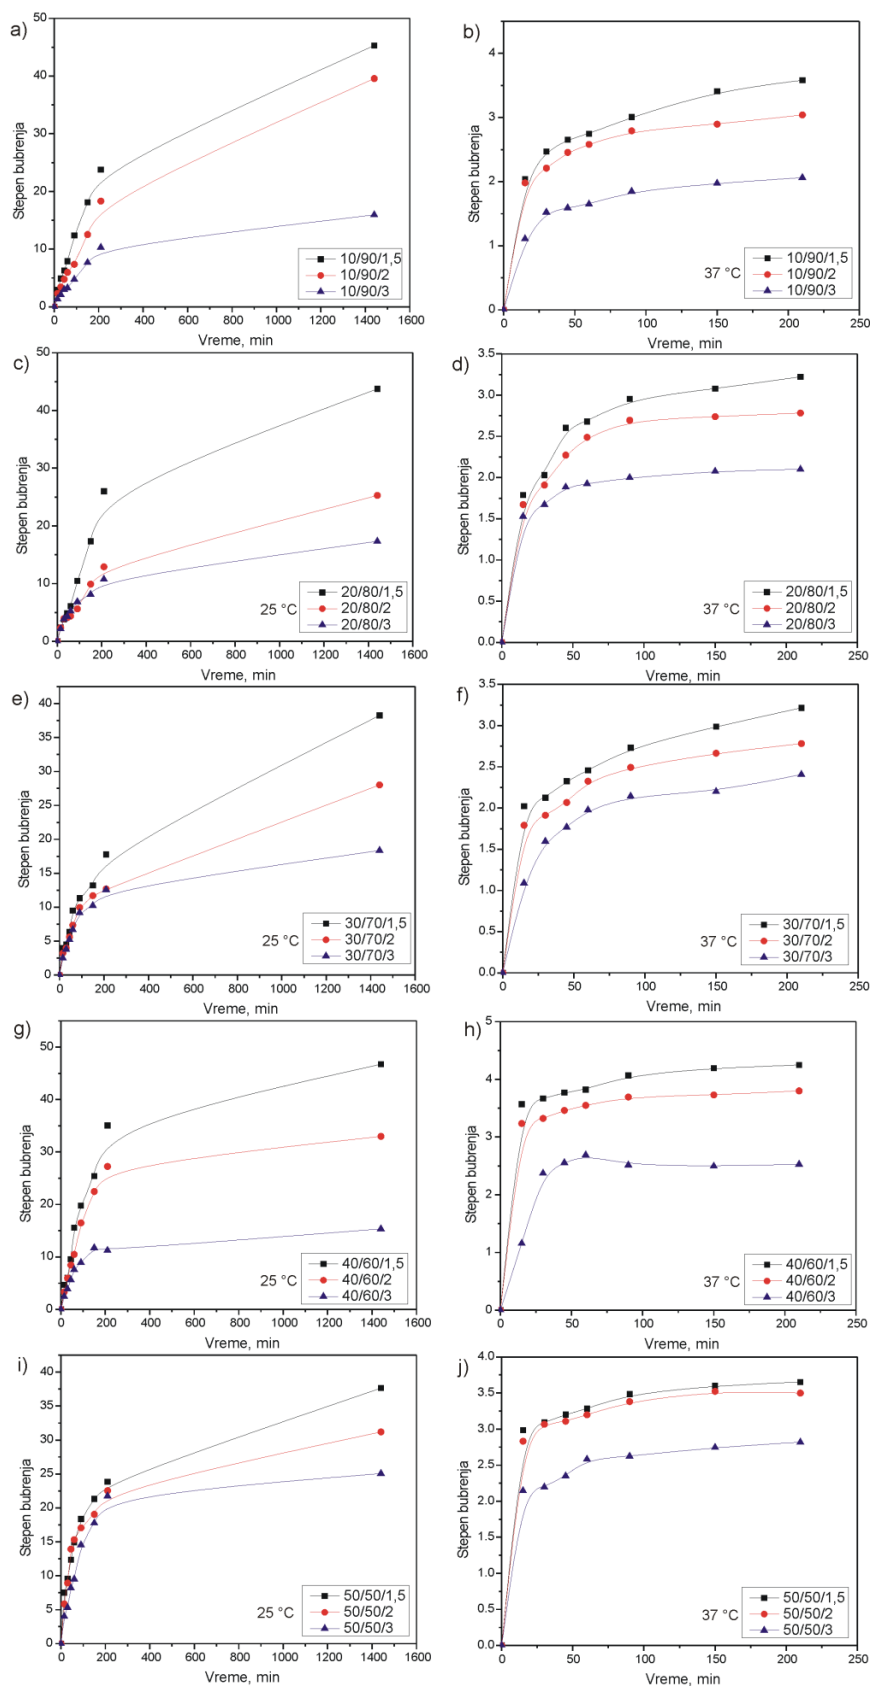 a)
Stepen bubrenja
50
40
30
20
10
0
0 200 400 600 800 1000 1200 1400 1600
Vreme, min
10/90/1,5
10/90/2
10/90/3
b)
Stepen bubrenja
4
3
2
1
0
0 50 100 150 200 250
Vreme, min
37 °C
10/90/1,5
10/90/2
10/90/3
c)
Stepen bubrenja
50
40
30
20
10
0
0 200 400 600 800 1000 1200 1400 1600
Vreme, min
25 °C
20/80/1,5
20/80/2
20/80/3
d)
Stepen bubrenja
3.5
3.0
2.5
2.0
1.5
1.0
0.5
0.0
0 50 100 150 200 250
Vreme, min
37 °C
20/80/1,5
20/80/2
20/80/3
e)
Stepen bubrenja
40
35
30
25
20
15
10
5
0
0 200 400 600 800 1000 1200 1400 1600
Vreme, min
25 °C
30/70/1,5
30/70/2
30/70/3
f)
Stepen bubrenja
3.5
3.0
2.5
2.0
1.5
1.0
0.5
0.0
0 50 100 150 200 250
Vreme, min
37 °C
30/70/1,5
30/70/2
30/70/3
g)
Stepen bubrenja
50
40
30
20
10
0
0 200 400 600 800 1000 1200 1400 1600
Vreme, min
25 °C
40/60/1,5
40/60/2
40/60/3
h)
Stepen bubrenja
5
4
3
2
1
0
0 50 100 150 200 250
Vreme, min
37 °C
40/60/1,5
40/60/2
40/60/3
i)
Stepen bubrenja
40
35
30
25
20
15
10
5
0
0 200 400 600 800 1000 1200 1400 1600
Vreme, min
25 °C
50/50/1,5
50/50/2
50/50/3
j)
Stepen bubrenja
4.0
3.5
3.0
2.5
2.0
1.5
1.0
0.5
0.0
0 50 100 150 200 250
Vreme, min
37 °C
50/50/1,5
50/50/2
50/50/3